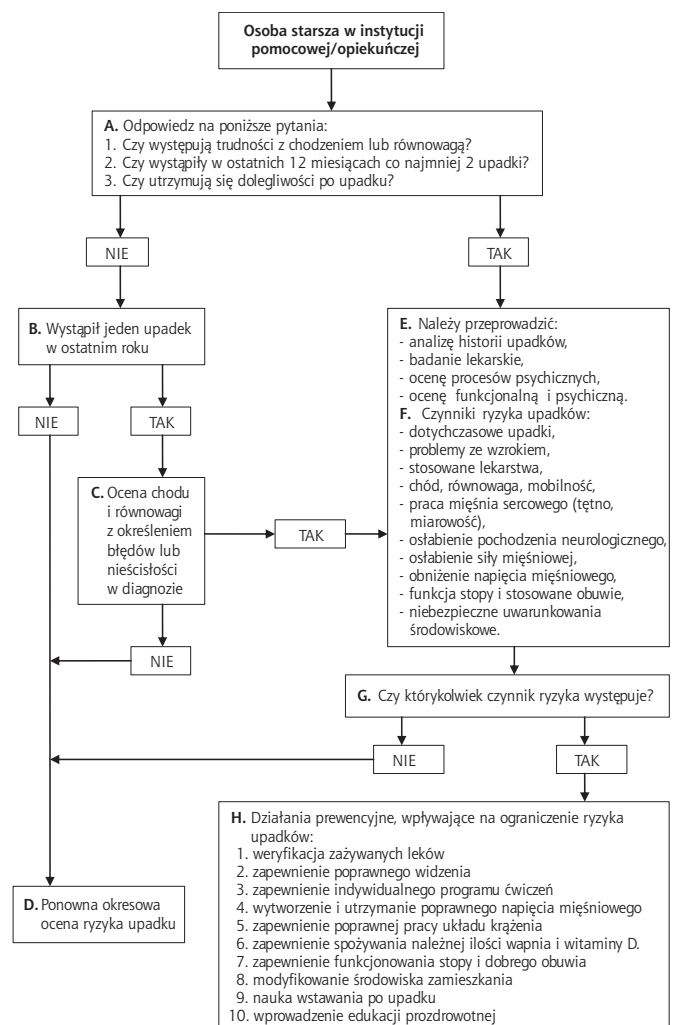 Osoba starsza w instytucji
pomocowej/opiekuńczej
A. Odpowiedz na poniższe pytania:
1. Czy występują trudności z chodzeniem lub równowagą?
2. Czy wystąpiły w ostatnich 12 miesiącach co najmniej 2 upadki?
3. Czy utrzymują się dolegliwości po upadku?
NIE
TAK
B. Wystąpił jeden upadek
w ostatnim roku
NIE
TAK
C. Ocena chodu
i równowagi
z określeniem
błędów lub
nieścisłości
w diagnozie
TAK
NIE
E. Należy przeprowadzić:
- analizę historii upadków,
- badanie lekarskie,
- ocenę procesów psychicznych,
- ocenę funkcjonalną i psychiczną.
F. Czynniki ryzyka upadków:
- dotychczasowe upadki,
- problemy ze wzrokiem,
- stosowane lekarstwa,
- chód, równowaga, mobilność,
- praca mięśnia sercowego (tętno,
miarowość),
- osłabienie pochodzenia neurologicznego,
- osłabienie siły mięśniowej,
- obniżenie napięcia mięśniowego,
- funkcja stopy i stosowane obuwie,
- niebezpieczne uwarunkowania
środowiskowe.
G. Czy którykolwiek czynnik ryzyka występuje?
NIE
TAK
D. Ponowna okresowa
ocena ryzyka upadku
H. Działania prewencyjne, wpływające na ograniczenie ryzyka
upadków:
1. weryfikacja zażywanych leków
2. zapewnienie poprawnego widzenia
3. zapewnienie indywidualnego programu ćwiczeń
4. wytworzenie i utrzymanie poprawnego napięcia mięśniowego
5. zapewnienie poprawnej pracy układu krążenia
6. zapewnienie spożywania należnej ilości wapnia i witaminy D.
7. zapewnienie funkcjonowania stopy i dobrego obuwia
8. modyfikowanie środowiska zamieszkania
9. nauka wstawania po upadku
10. wprowadzenie edukacji prozdrowotnej